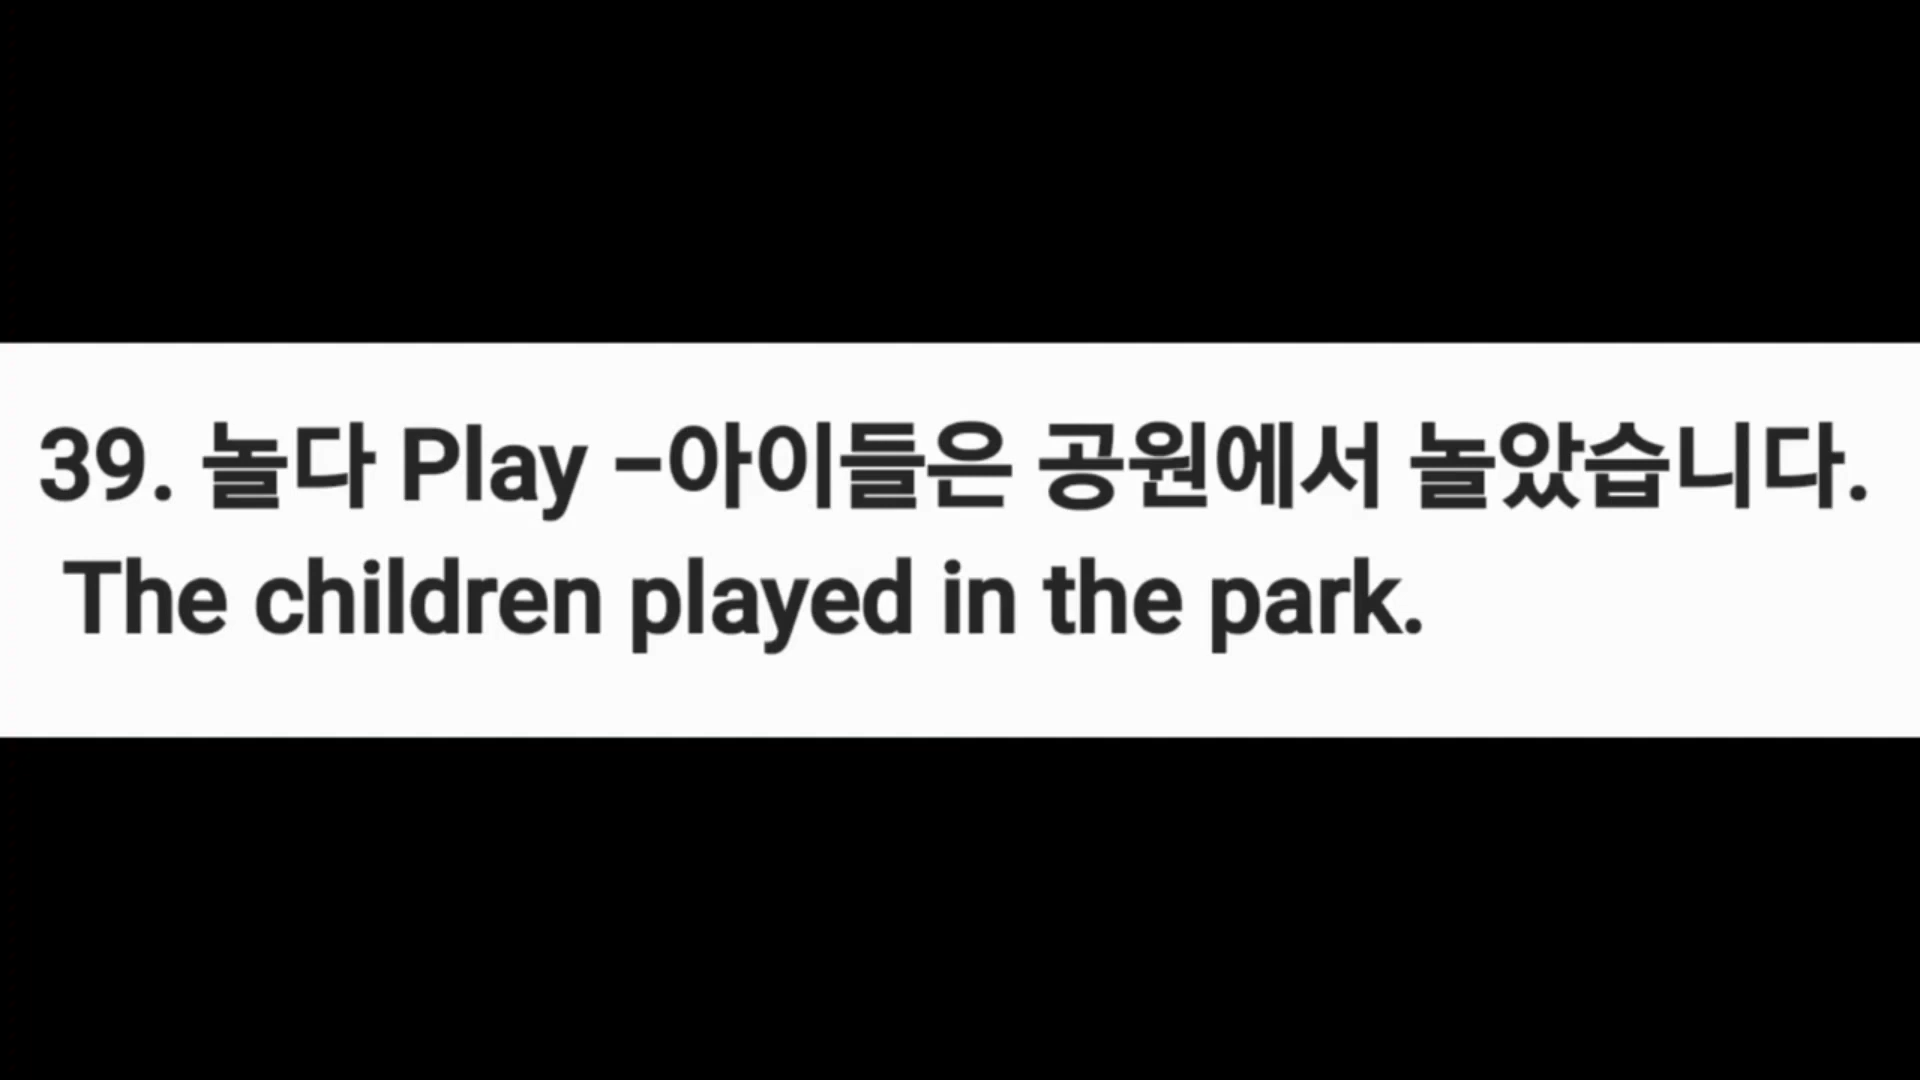 39. 놀다 Play –아이들은 공원에서 놀았습니다.
The children played in the park.